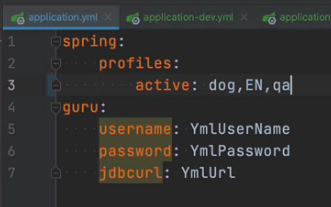 application.yml × application-dev.yml × applicatio
1 spring:
2     profiles:
3         active: dog,EN,qa
4 guru:
5     username: YmlUserName
6     password: YmlPassword
7     jdbcurl: YmlUrl